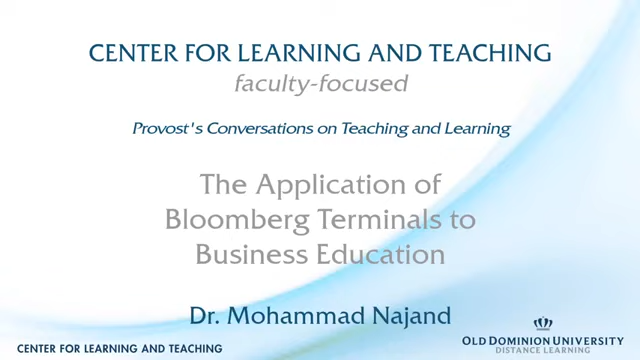 CENTER FOR LEARNING AND TEACHING
faculty-focused
Provost's Conversations on Teaching and Learning
The Application of
Bloomberg Terminals to
Business Education
Dr. Mohammad Najand
CENTER FOR LEARNING AND TEACHING
OLD DOMINION UNIVERSITY
DISTANCE LEARNING